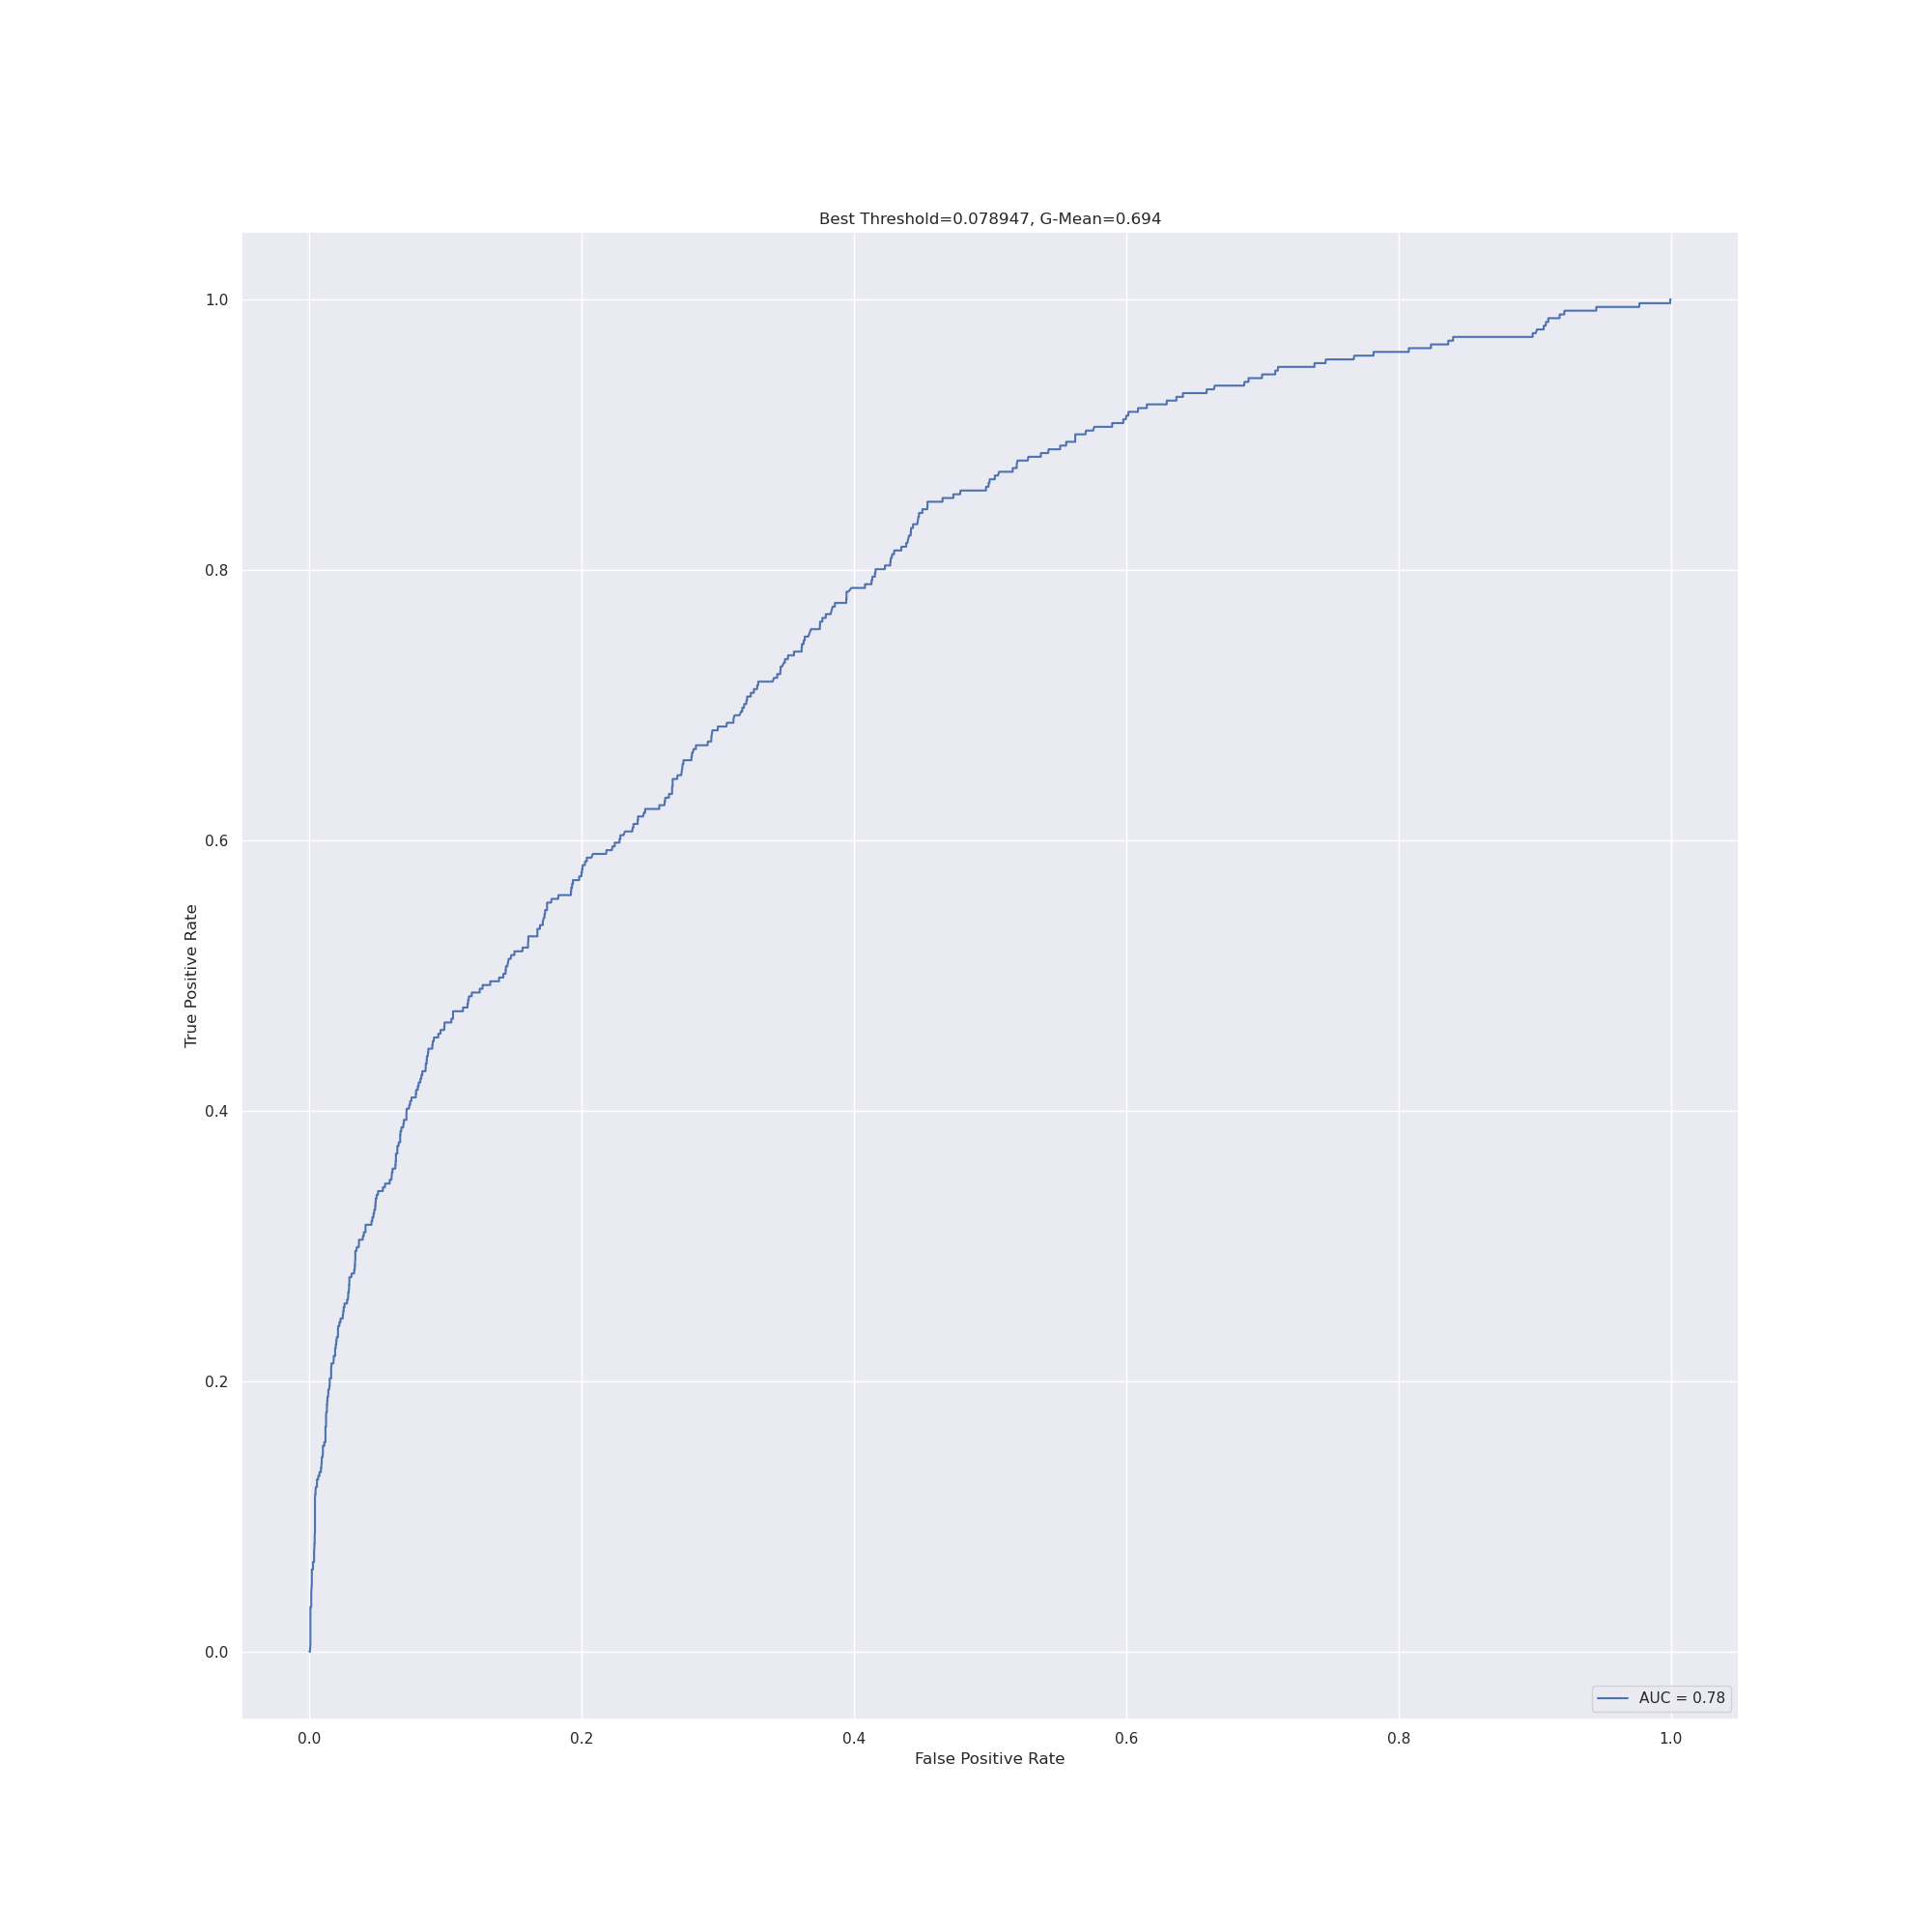 Best Threshold=0.078947, G-Mean=0.694
1.0
0.8
0.6
0.4
0.2
0.0
True Positive Rate
AUC = 0.78
0.0 0.2 0.4 0.6 0.8 1.0
False Positive Rate